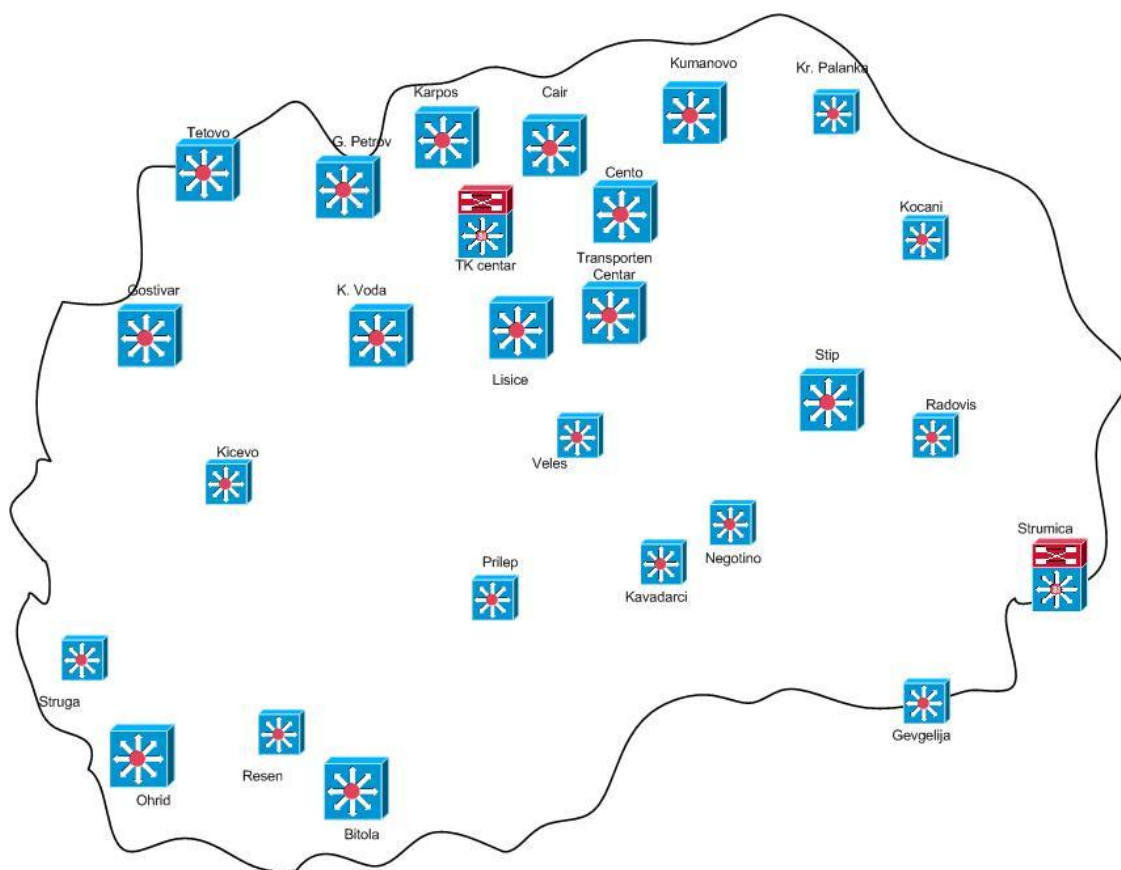 Kumanovo
Kr. Palanka
Karpos
Cair
Tetovo
G. Petrov
Cento
Kocani
TK centar
Transporten
Centar
Gostivar
K. Voda
Lisice
Stip
Radovis
Kicevo
Veles
Strumica
Negotino
Prilep
Kavadarci
Struga
Gevgelija
Resen
Ohrid
Bitola